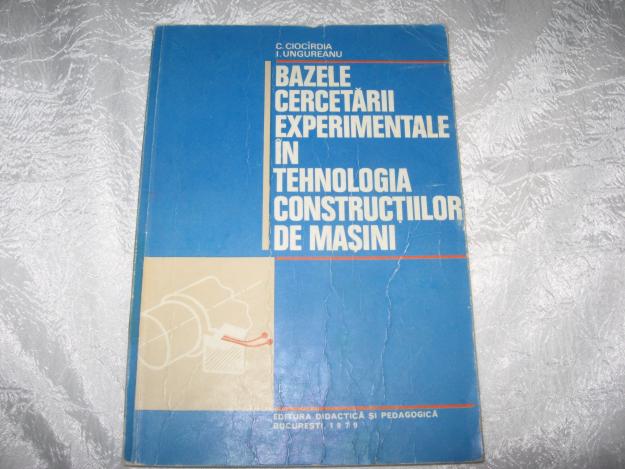 C. CIOCÎRDIA
I. UNGUREANU
BAZELE
CERCETĂRII
EXPERIMENTALE
ÎN
TEHNOLOGIA
CONSTRUCȚIILOR
DE MAȘINI
EDITURA DIDACTICĂ ȘI PEDAGOGICĂ
BUCUREȘTI, 1979